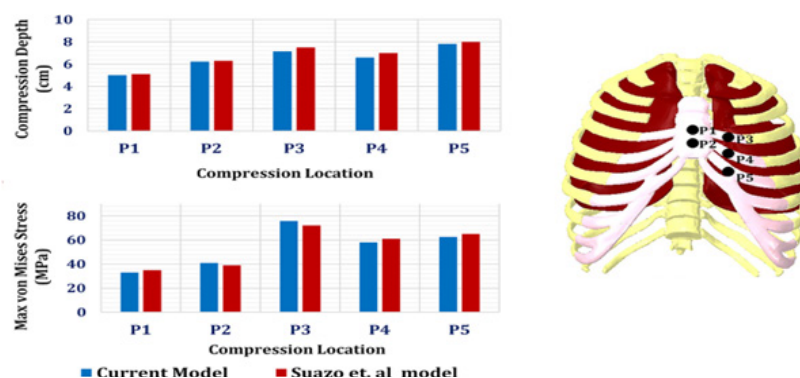 Compression Depth
(cm)
10
8
6
4
2
0
P1 P2 P3 P4 P5
Compression Location
Max von Mises Stress
(MPa)
80
60
40
20
0
P1 P2 P3 P4 P5
Compression Location
Current Model Suazo et. al model
P1
P2
P3
P4
P5